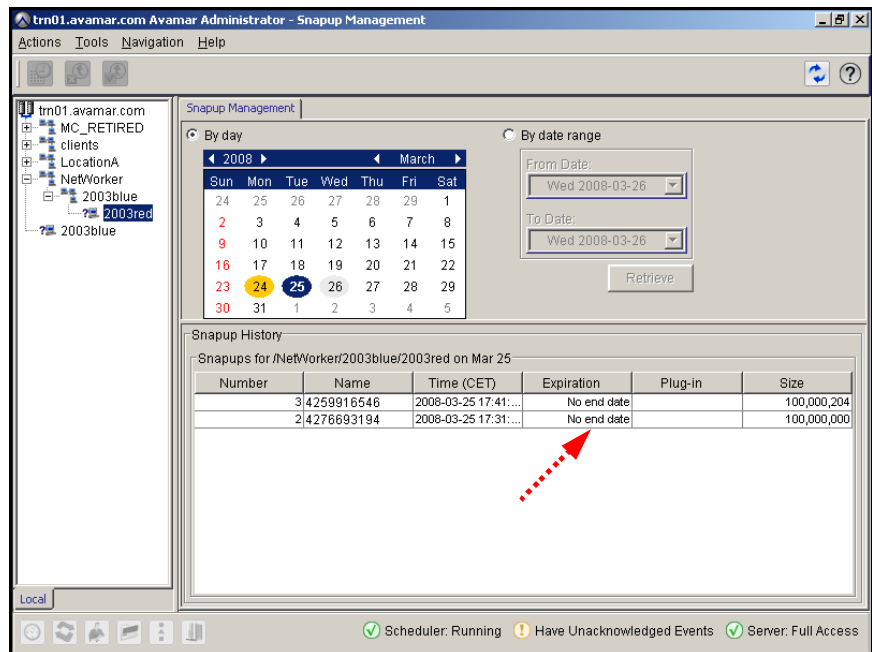 trn01.avamar.com Avamar Administrator - Snapup Management
Actions Tools Navigation Help
trn01.avamar.com
MC_RETIRED
clients
LocationA
NetWorker
2003blue
2003red
2003blue
Local
Snapup Management
By day
2008 March
Sun Mon Tue Wed Thu Fri Sat
24 25 26 27 28 29 1
2 3 4 5 6 7 8
9 10 11 12 13 14 15
16 17 18 19 20 21 22
23 24 25 26 27 28 29
30 31 1 2 3 4 5
By date range
From Date:
Wed 2008-03-26
To Date:
Wed 2008-03-26
Retrieve
Snapup History
Snapups for /NetWorker/2003blue/2003red on Mar 25
Number Name Time (CET) Expiration Plug-in Size
3 4259916546 2008-03-25 17:41:... No end date 100,000,204
2 4276693194 2008-03-25 17:31:... No end date 100,000,000
Scheduler: Running ! Have Unacknowledged Events Server: Full Access